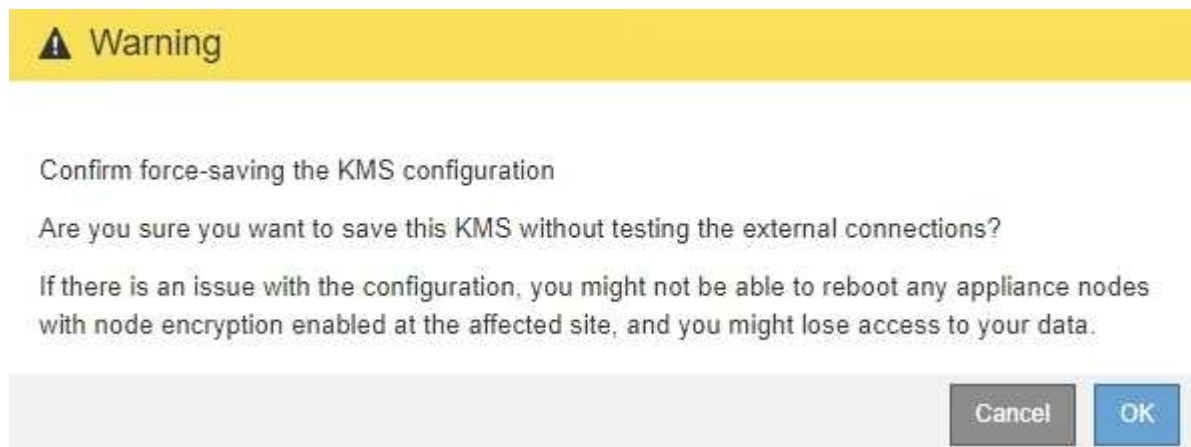 Warning
Confirm force-saving the KMS configuration
Are you sure you want to save this KMS without testing the external connections?
If there is an issue with the configuration, you might not be able to reboot any appliance nodes
with node encryption enabled at the affected site, and you might lose access to your data.
Cancel
OK